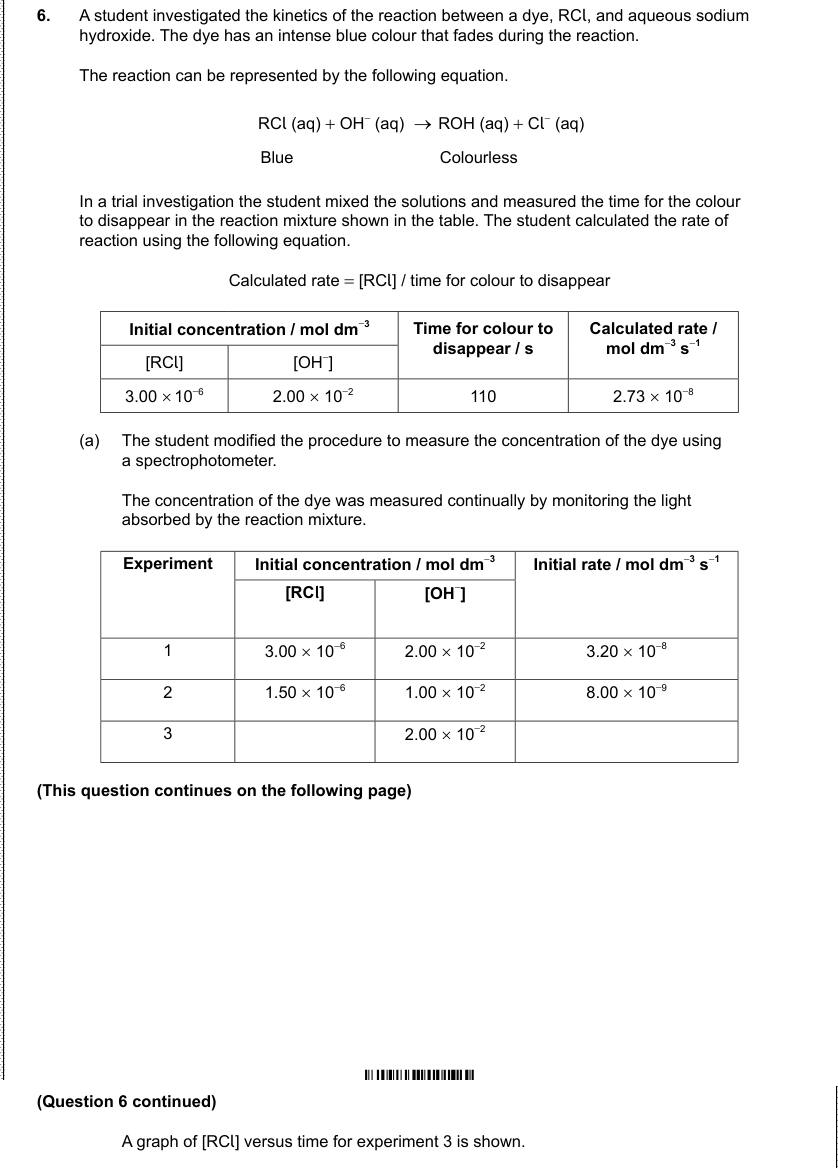 6. A student investigated the kinetics of the reaction between a dye, RCl, and aqueous sodium
hydroxide. The dye has an intense blue colour that fades during the reaction.
The reaction can be represented by the following equation.
RCl (aq) + OH⁻ (aq) → ROH (aq) + Cl⁻ (aq)
Blue Colourless
In a trial investigation the student mixed the solutions and measured the time for the colour
to disappear in the reaction mixture shown in the table. The student calculated the rate of
reaction using the following equation.
Calculated rate = [RCl] / time for colour to disappear
Initial concentration / mol dm⁻³ Time for colour to disappear / s Calculated rate / mol dm⁻³ s⁻¹
[RCl] [OH⁻]
3.00 × 10⁻⁶ 2.00 × 10⁻² 110 2.73 × 10⁻⁸
(a) The student modified the procedure to measure the concentration of the dye using
a spectrophotometer.
The concentration of the dye was measured continually by monitoring the light
absorbed by the reaction mixture.
Experiment Initial concentration / mol dm⁻³ Initial rate / mol dm⁻³ s⁻¹
[RCl] [OH⁻]
1 3.00 × 10⁻⁶ 2.00 × 10⁻² 3.20 × 10⁻⁸
2 1.50 × 10⁻⁶ 1.00 × 10⁻² 8.00 × 10⁻⁹
3 2.00 × 10⁻²
(This question continues on the following page)
(Question 6 continued)
A graph of [RCl] versus time for experiment 3 is shown.